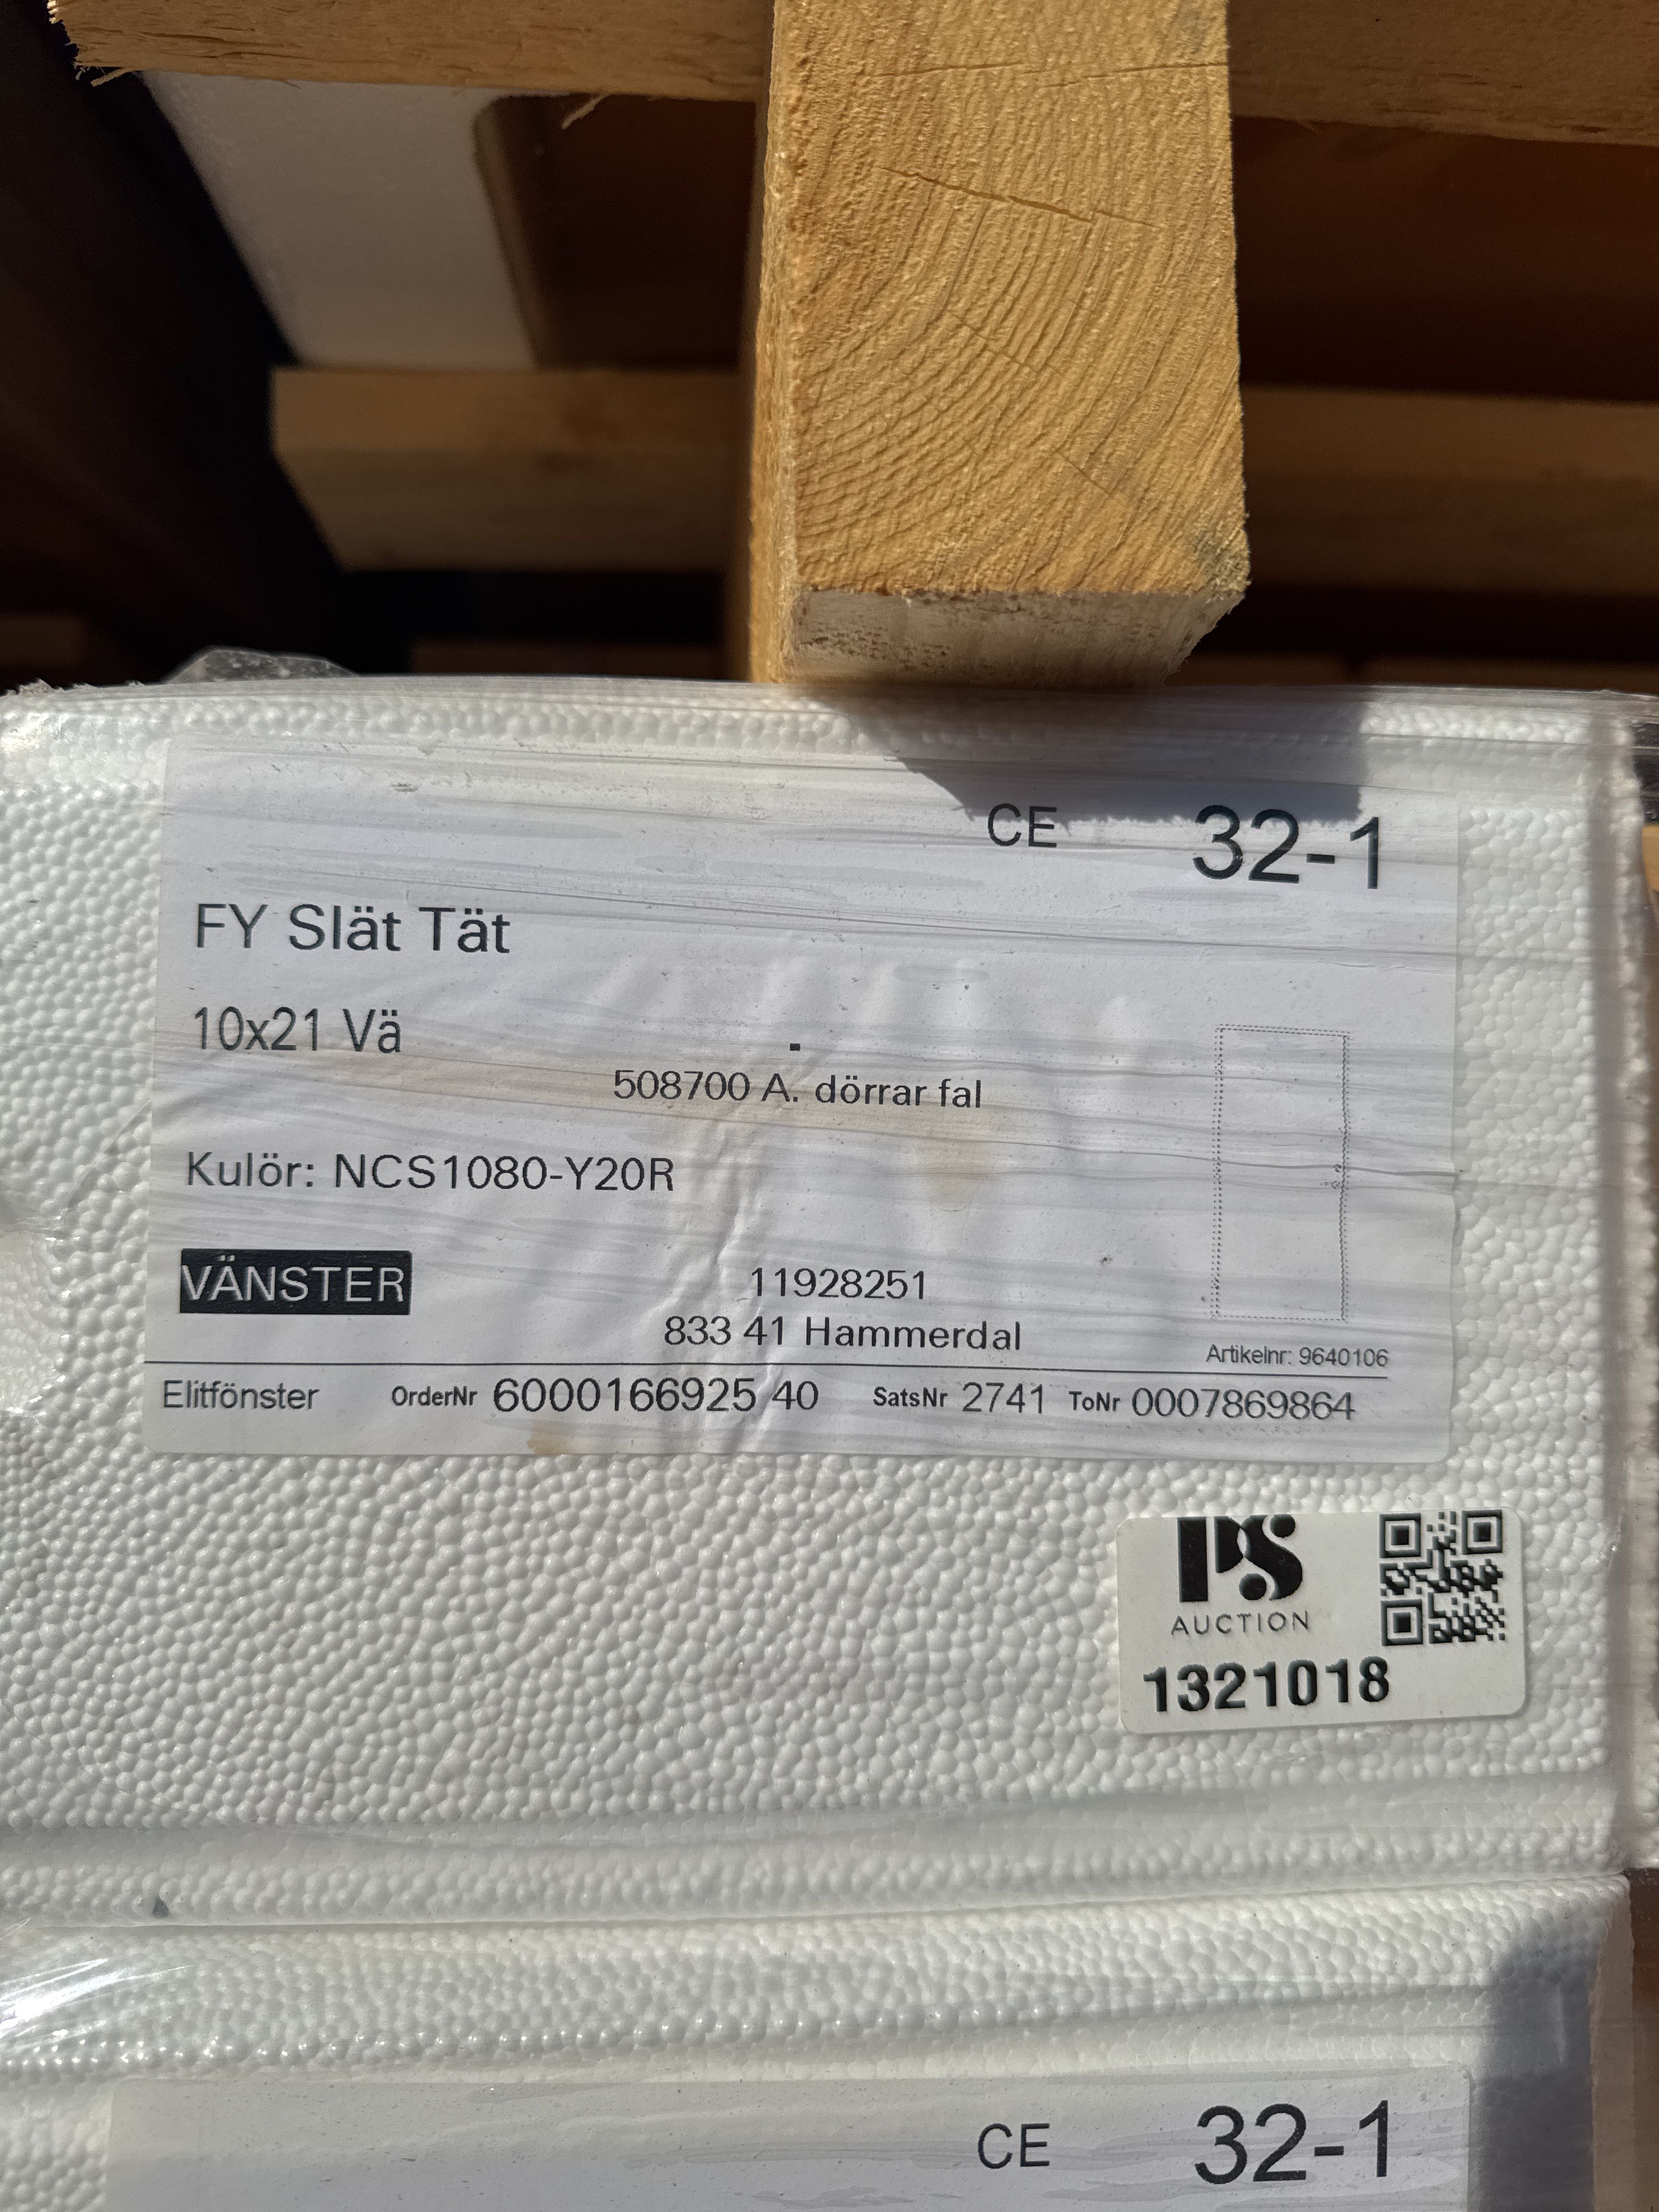 CE 32-1
FY Slät Tät
10x21 Vä -
508700 A. dörrar fal
Kulör: NCS1080-Y20R
VÄNSTER 11928251
833 41 Hammerdal
Artikelnr: 9640106
Elitfönster OrderNr 6000166925 40 SatsNr 2741 ToNr 0007869864
PS
AUCTION
1321018
CE 32-1